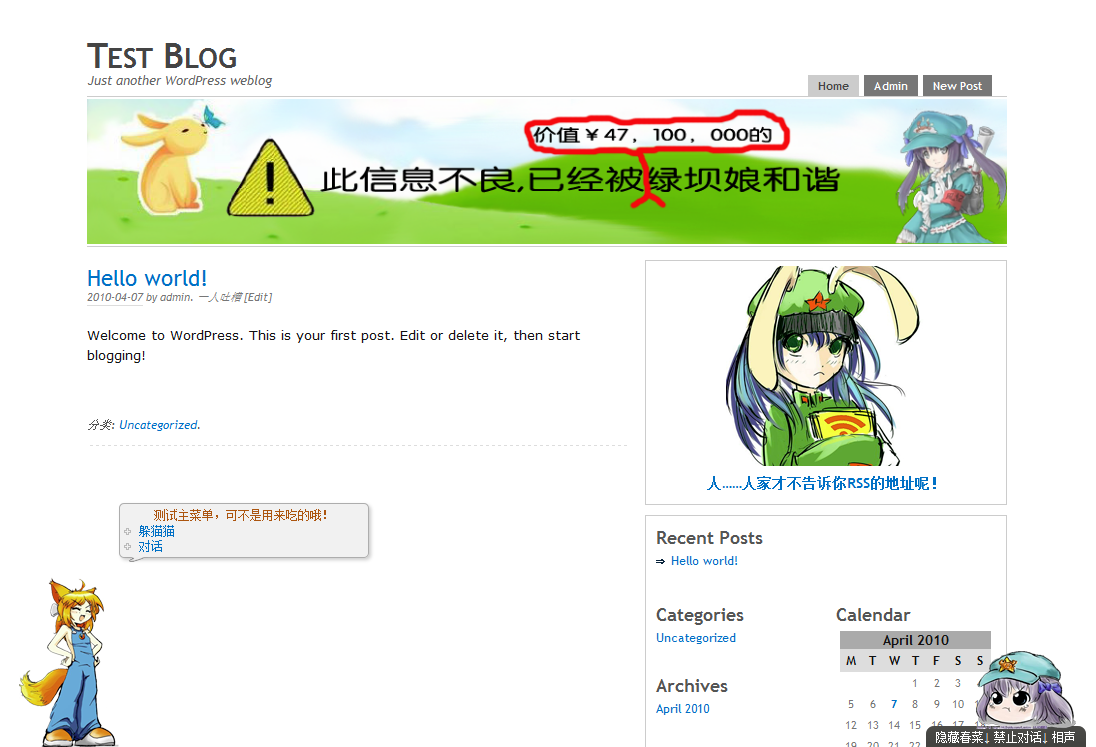 TEST BLOG
Just another WordPress weblog
Home Admin New Post
价值￥47，100，000的
此信息不良,已经被绿坝娘和谐
Hello world!
2010-04-07 by admin. 一人吐槽 [Edit]
Welcome to WordPress. This is your first post. Edit or delete it, then start
blogging!
分类: Uncategorized.
人……人家才不告诉你RSS的地址呢！
测试主菜单，可不是用来吃的哦！
躲猫猫
对话
Recent Posts
⇒ Hello world!
Categories
Uncategorized
Archives
April 2010
Calendar
April 2010
M T W T F S S
1 2 3
5 6 7 8 9 10
12 13 14 15 16 17
19 20 21 22
隐藏春菜↓ 禁止对话↓ 相声